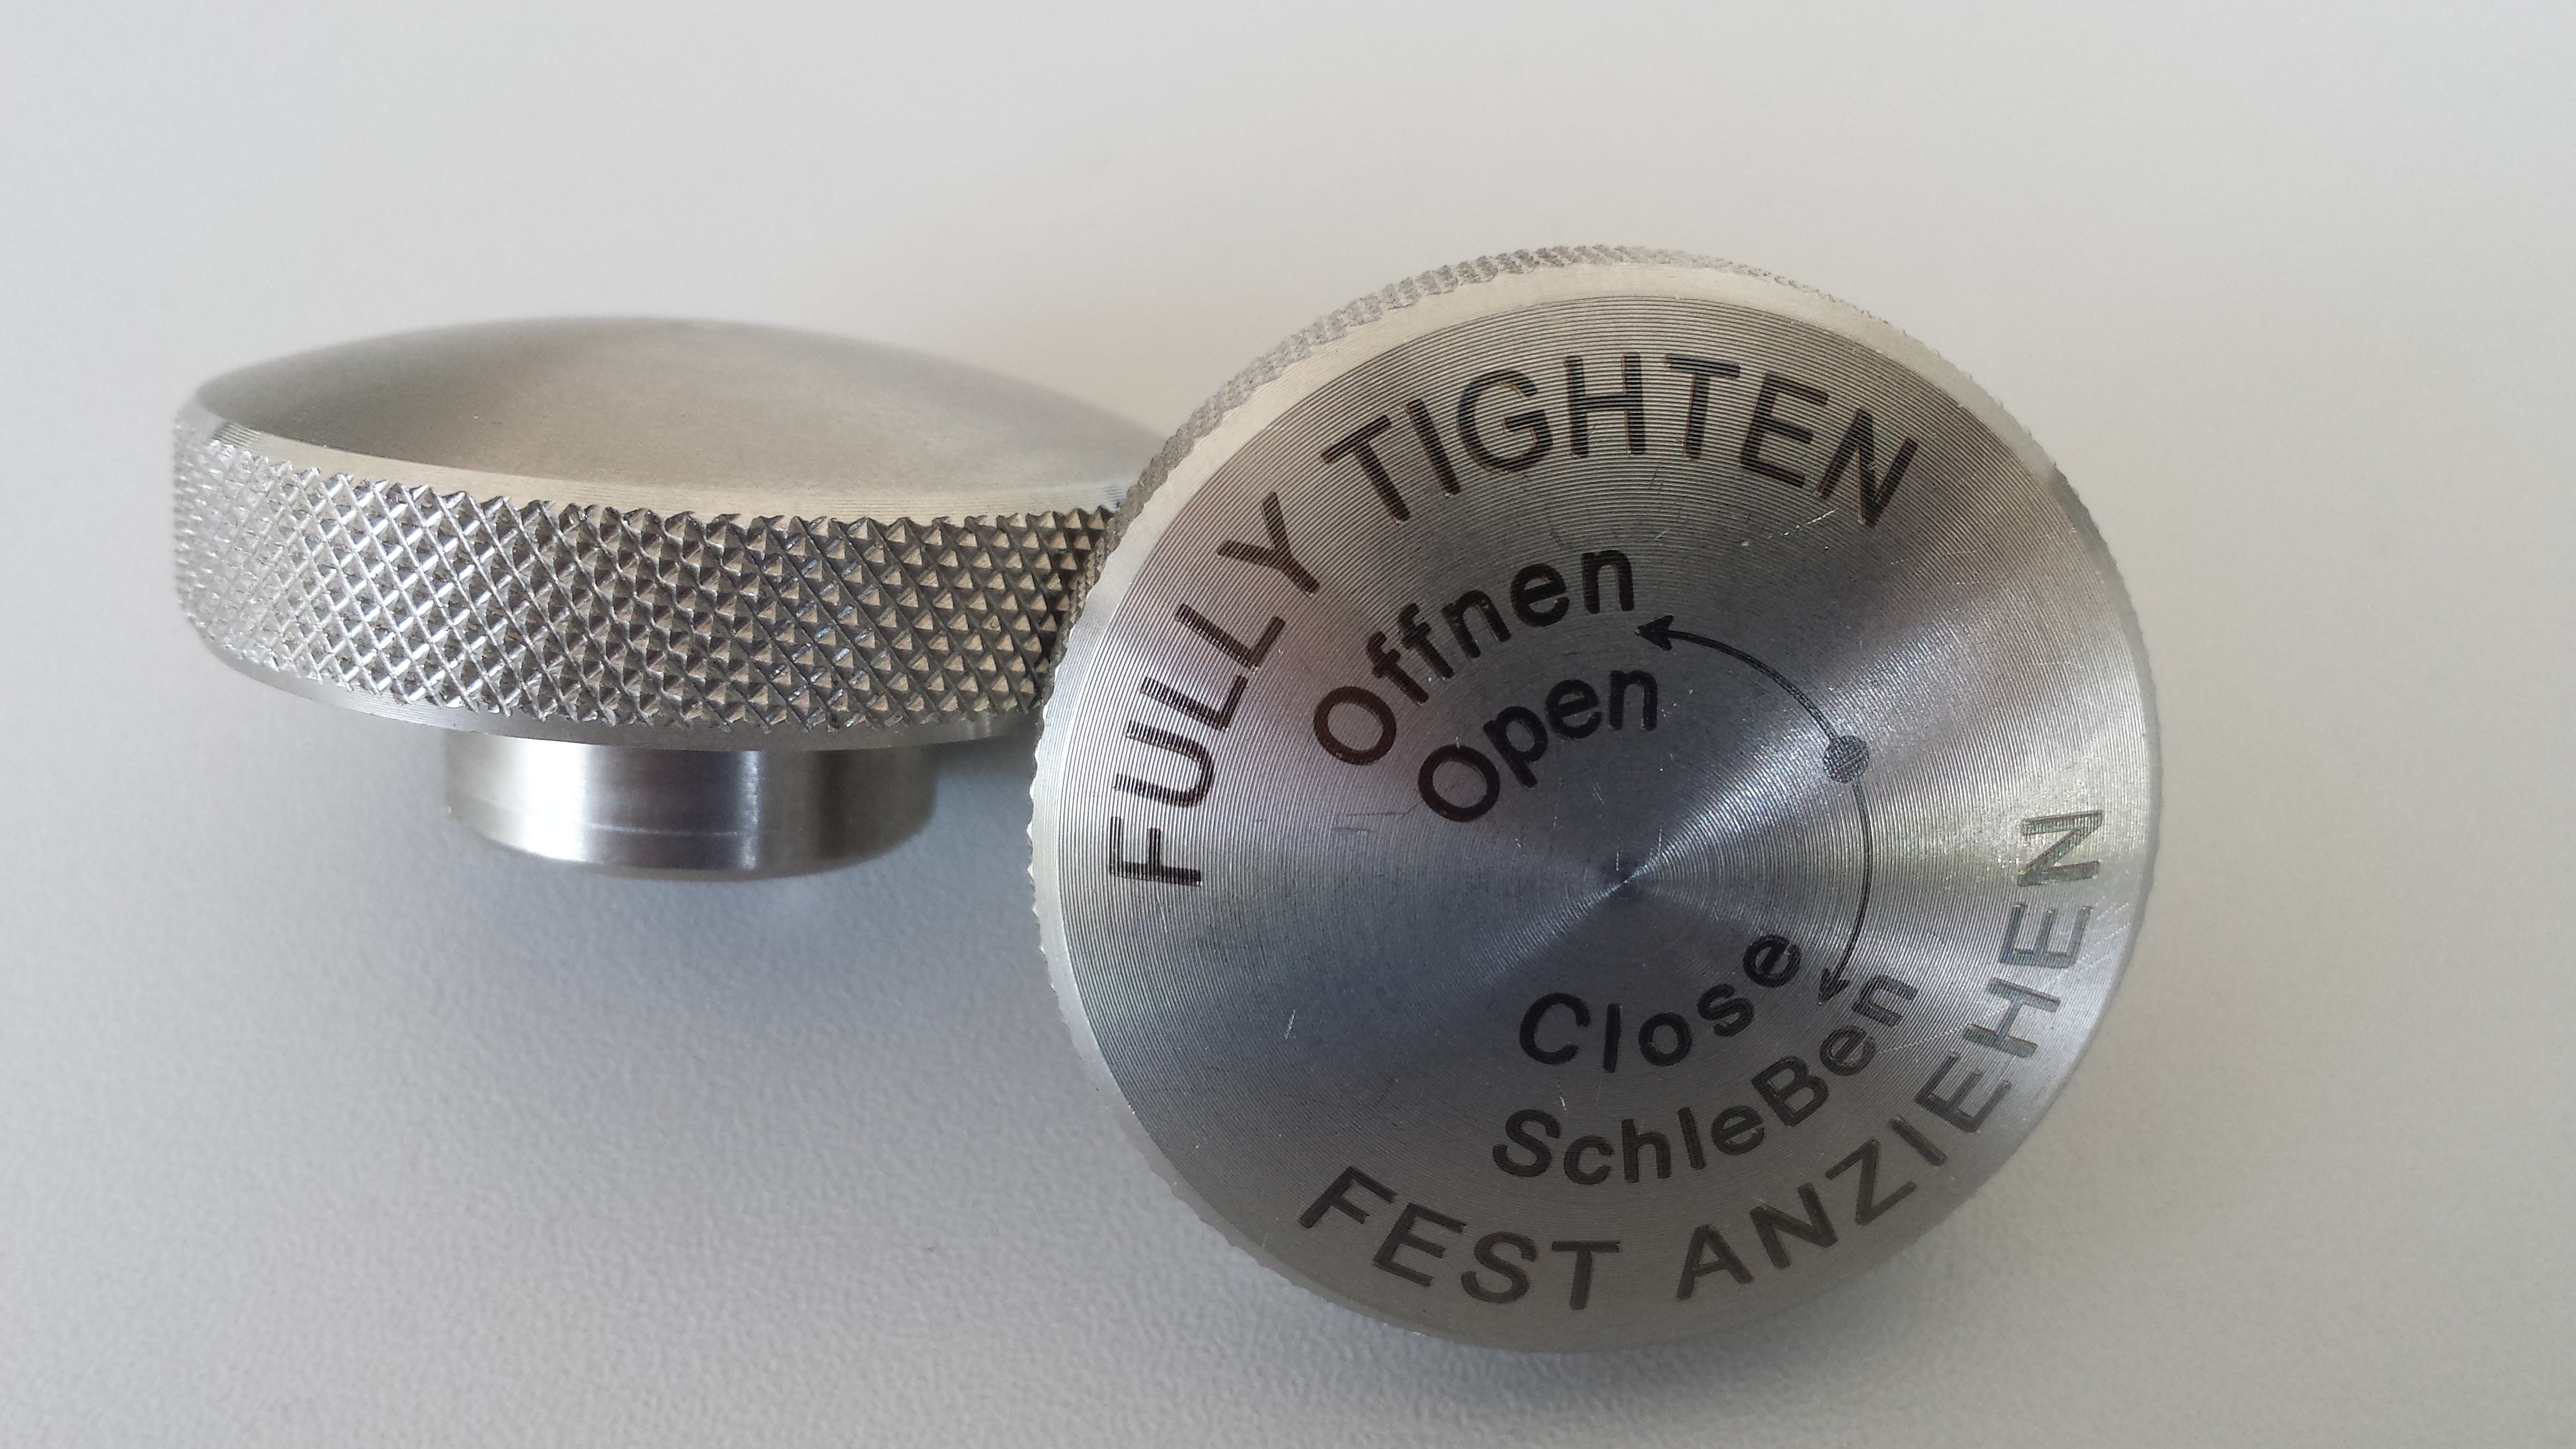 FULLY TIGHTEN
Offnen
Open
Close
SchleBen
FEST ANZIEHEN